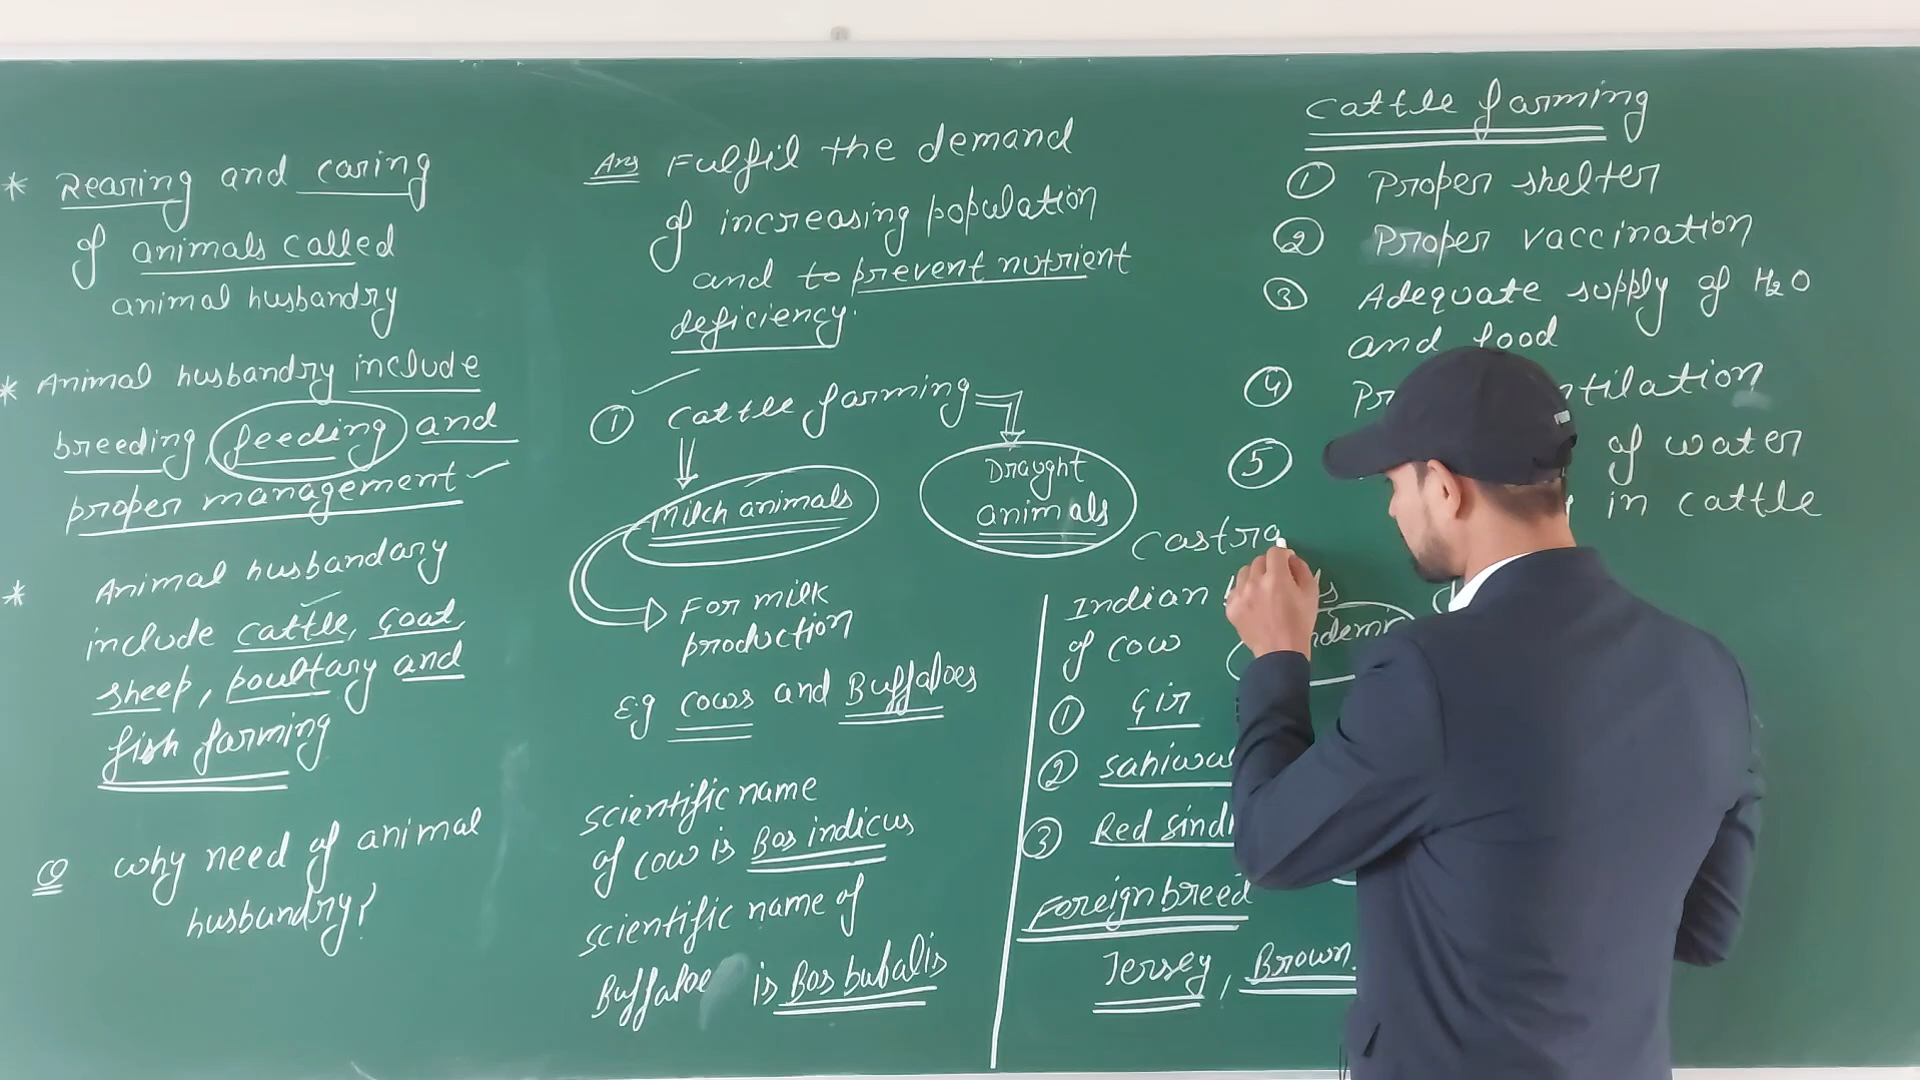 * Rearing and caring
of animals called
animal husbandry
* Animal husbandry include
breeding, feeding and
proper management
* Animal husbandary
include cattle, Goat,
sheep, poultary and
fish farming
Q why need of animal
husbandry?
Ans Fulfil the demand
of increasing population
and to prevent nutrient
deficiency.
① cattle farming
Milch animals
Draught
animals
For milk
production
E.g cows and Buffaloes
scientific name
of cow is Bos indicus
scientific name of
Buffaloe is Bos bubalis
Cattle farming
① Proper shelter
② Proper vaccination
③ Adequate supply of H2O
and food
④
⑤ of water
in cattle
Castra
Indian
of cow
① Gir
②
③ Red
Foreign breed
Jersey, Brown